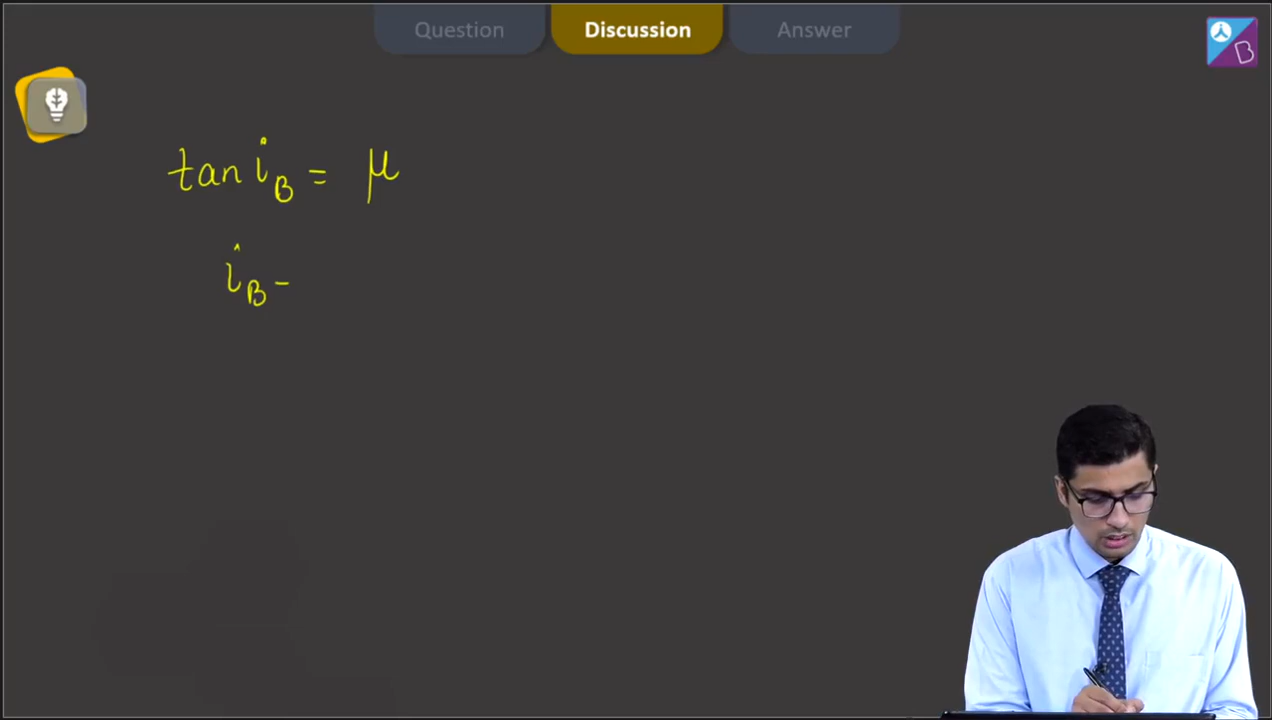 Question Discussion Answer
B
tan i_B = μ
i_B -